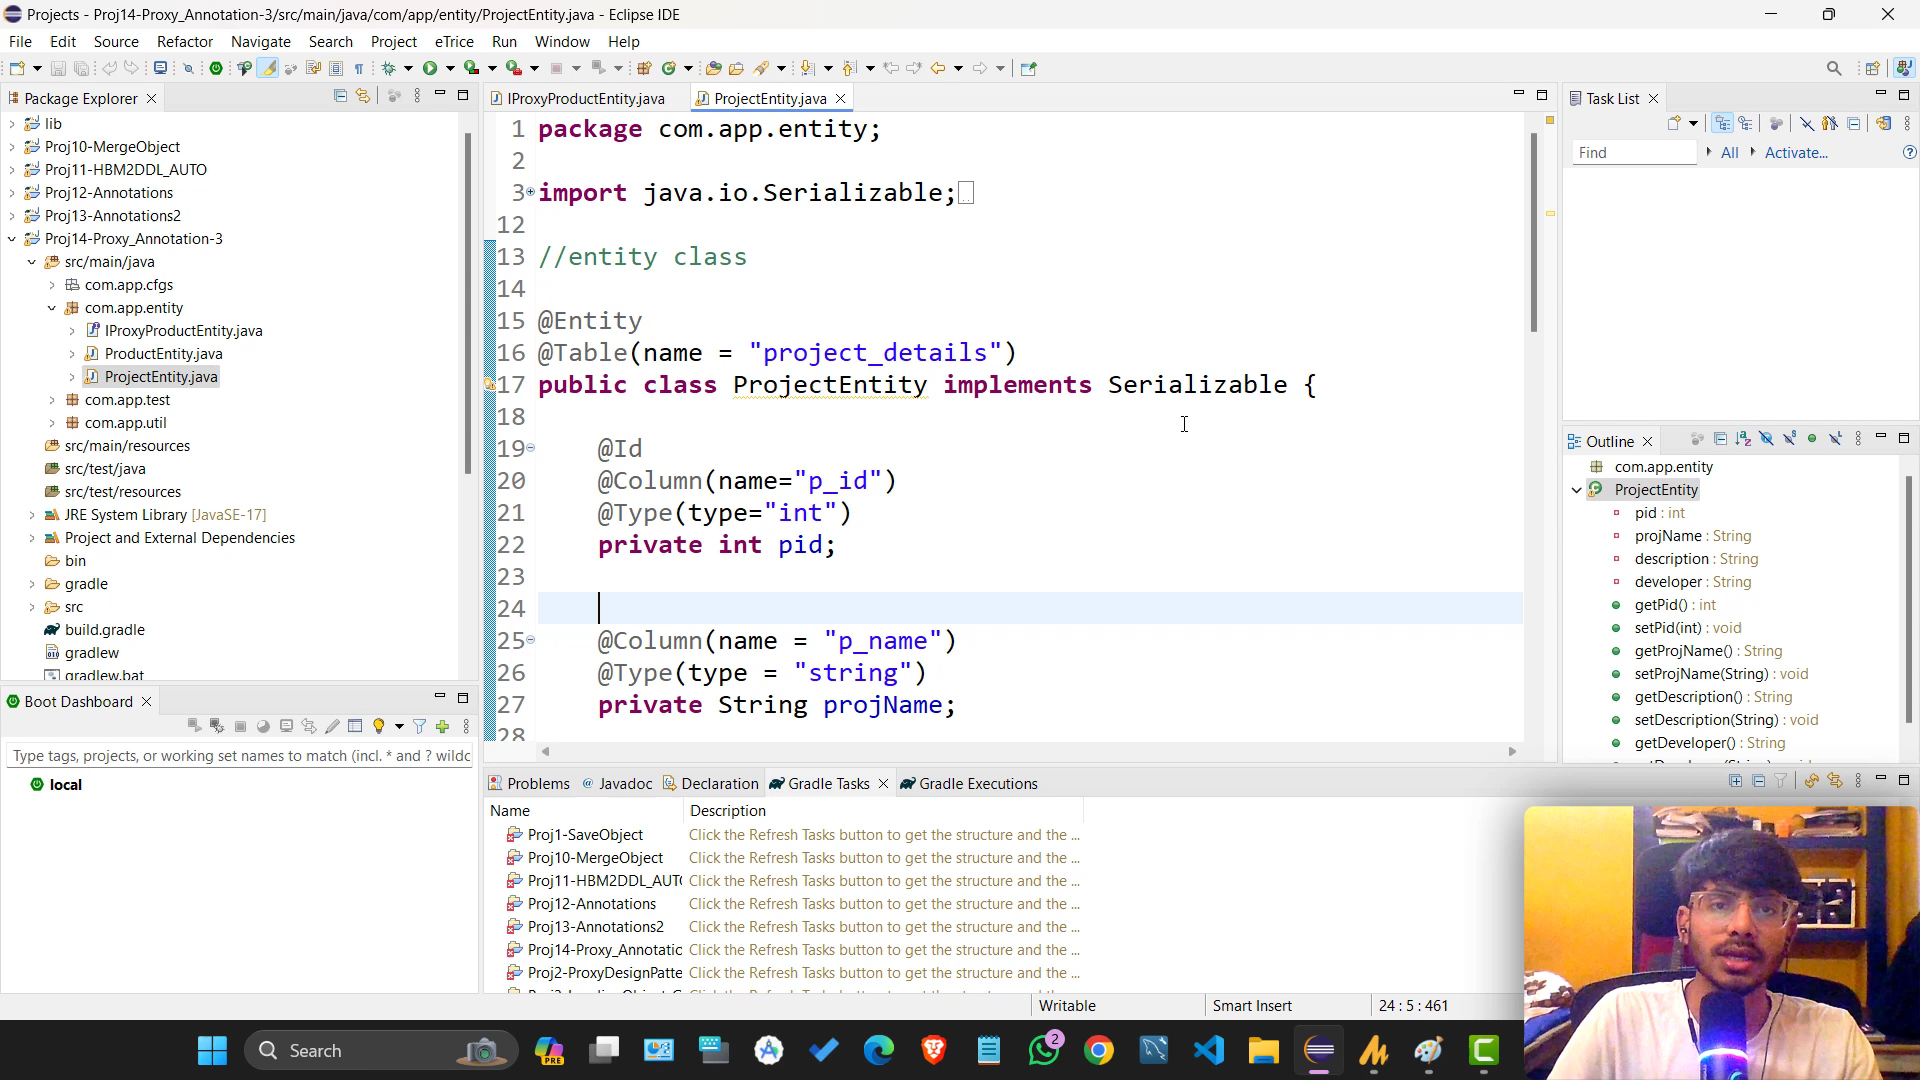 Projects - Proj14-Proxy_Annotation-3/src/main/java/com/app/entity/ProjectEntity.java - Eclipse IDE
File Edit Source Refactor Navigate Search Project eTrice Run Window Help
Package Explorer
lib
Proj10-MergeObject
Proj11-HBM2DDL_AUTO
Proj12-Annotations
Proj13-Annotations2
Proj14-Proxy_Annotation-3
src/main/java
com.app.cfgs
com.app.entity
IProxyProductEntity.java
ProductEntity.java
ProjectEntity.java
com.app.test
com.app.util
src/main/resources
src/test/java
src/test/resources
JRE System Library [JavaSE-17]
Project and External Dependencies
bin
gradle
src
build.gradle
gradlew
gradlew.bat
Boot Dashboard
Type tags, projects, or working set names to match (incl. * and ? wildc
local
IProxyProductEntity.java ProjectEntity.java
1 package com.app.entity;
2
3 import java.io.Serializable;
12
13 //entity class
14
15 @Entity
16 @Table(name = "project_details")
17 public class ProjectEntity implements Serializable {
18
19 @Id
20 @Column(name="p_id")
21 @Type(type="int")
22 private int pid;
23
24
25 @Column(name = "p_name")
26 @Type(type = "string")
27 private String projName;
28
Problems Javadoc Declaration Gradle Tasks Gradle Executions
Name Description
Proj1-SaveObject Click the Refresh Tasks button to get the structure and the ...
Proj10-MergeObject Click the Refresh Tasks button to get the structure and the ...
Proj11-HBM2DDL_AUT Click the Refresh Tasks button to get the structure and the ...
Proj12-Annotations Click the Refresh Tasks button to get the structure and the ...
Proj13-Annotations2 Click the Refresh Tasks button to get the structure and the ...
Proj14-Proxy_Annotatio Click the Refresh Tasks button to get the structure and the ...
Proj2-ProxyDesignPatte Click the Refresh Tasks button to get the structure and the ...
Task List
Find All Activate...
Outline
com.app.entity
ProjectEntity
pid : int
projName : String
description : String
developer : String
getPid() : int
setPid(int) : void
getProjName() : String
setProjName(String) : void
getDescription() : String
setDescription(String) : void
getDeveloper() : String
Writable Smart Insert 24 : 5 : 461
Search
PRE
2